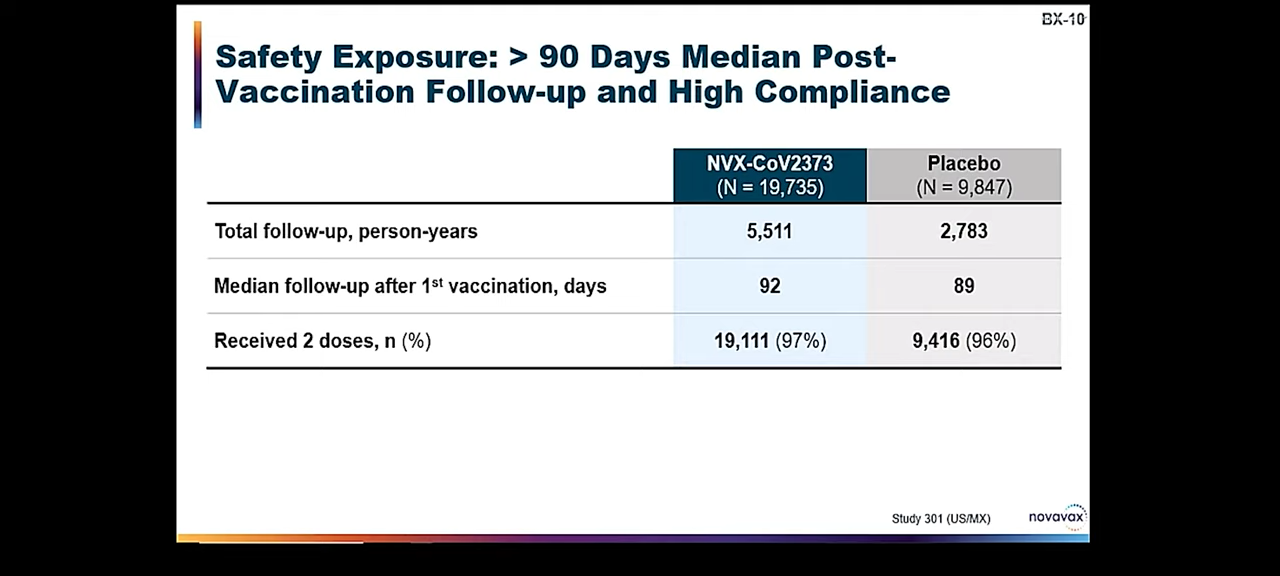 BX-10
Safety Exposure: > 90 Days Median Post-
Vaccination Follow-up and High Compliance
NVX-CoV2373 Placebo
(N = 19,735) (N = 9,847)
Total follow-up, person-years 5,511 2,783
Median follow-up after 1st vaccination, days 92 89
Received 2 doses, n (%) 19,111 (97%) 9,416 (96%)
Study 301 (US/MX) novavax